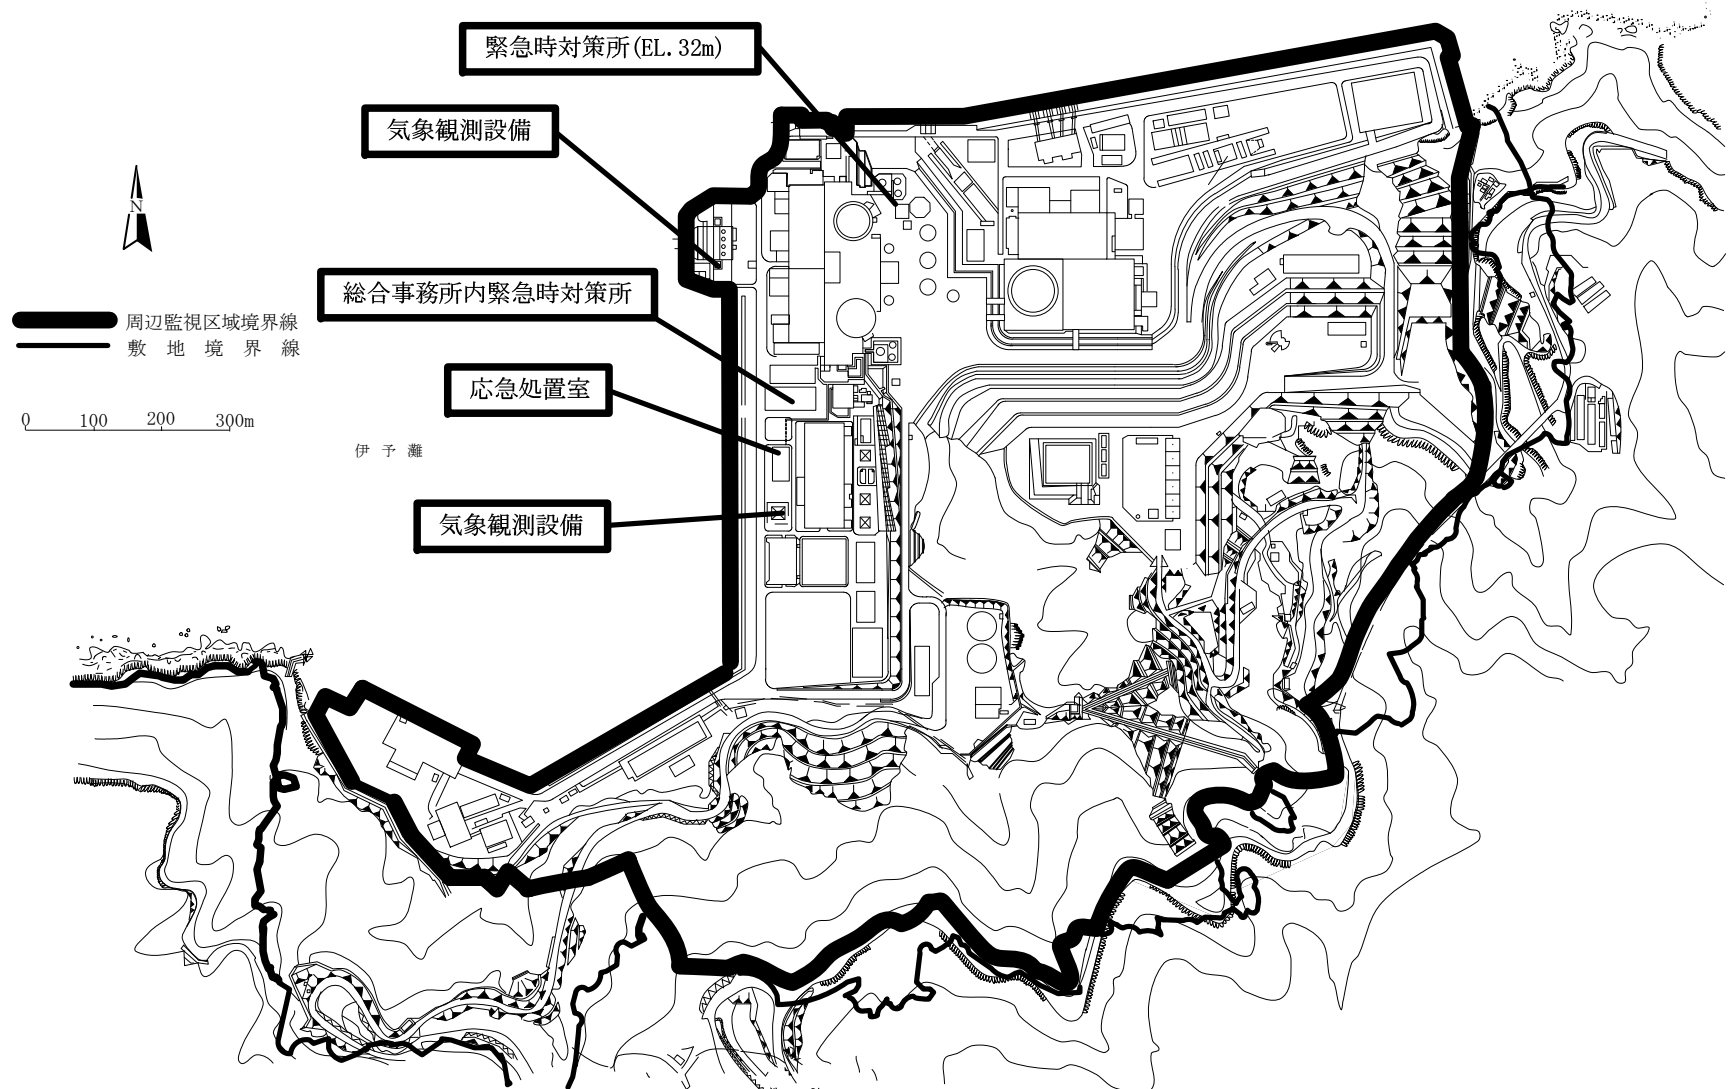 緊急時対策所(EL.32m)
気象観測設備
N
総合事務所内緊急時対策所
周辺監視区域境界線
敷地境界線
応急処置室
0 100 200 300m
伊予灘
気象観測設備